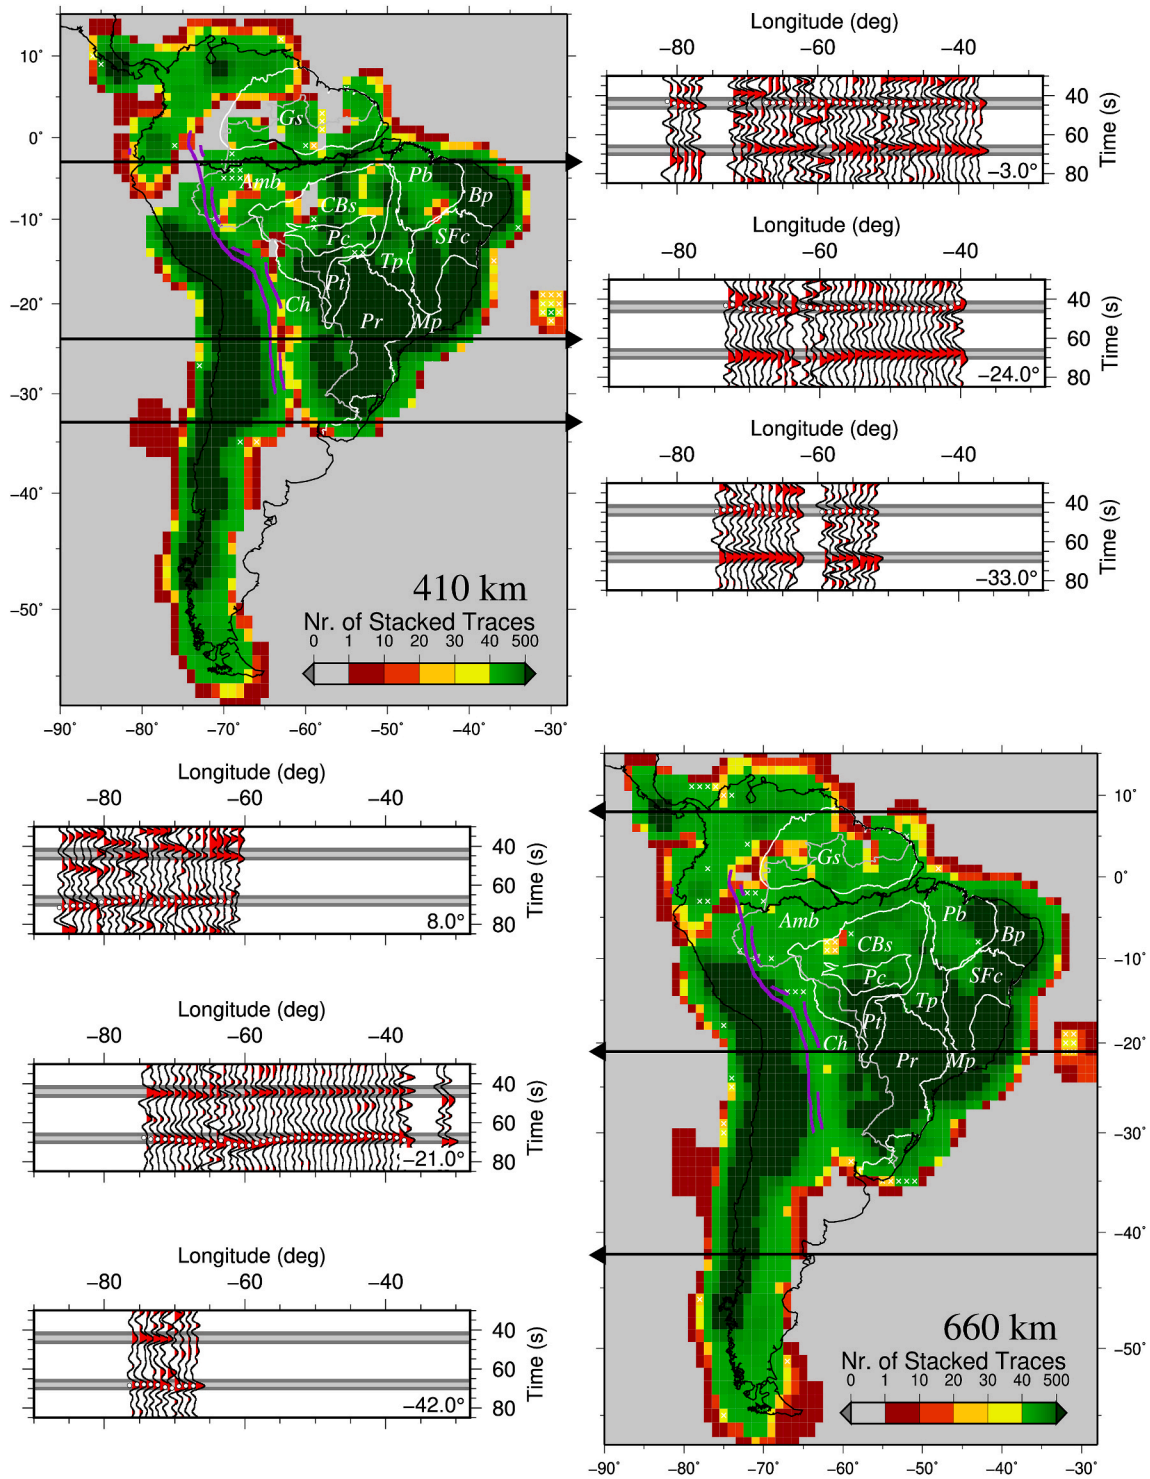 10°
0°
−10°
−20°
−30°
−40°
−50°
Gs
Amb
Pb
Bp
CBs
SFc
Pc
Tp
Pt
Ch
Pr
Mp
410 km
Nr. of Stacked Traces
0 1 10 20 30 40 500
−90° −80° −70° −60° −50° −40° −30°
Longitude (deg)
−80 −60 −40
40
60
80
Time (s)
−3.0°
Longitude (deg)
−80 −60 −40
40
60
80
Time (s)
−24.0°
Longitude (deg)
−80 −60 −40
40
60
80
Time (s)
−33.0°
Longitude (deg)
−80 −60 −40
40
60
80
Time (s)
8.0°
Longitude (deg)
−80 −60 −40
40
60
80
Time (s)
−21.0°
Longitude (deg)
−80 −60 −40
40
60
80
Time (s)
−42.0°
10°
0°
−10°
−20°
−30°
−40°
−50°
Gs
Amb
Pb
Bp
CBs
SFc
Pc
Tp
Pt
Ch
Pr
Mp
660 km
Nr. of Stacked Traces
0 1 10 20 30 40 500
−90° −80° −70° −60° −50° −40° −30°